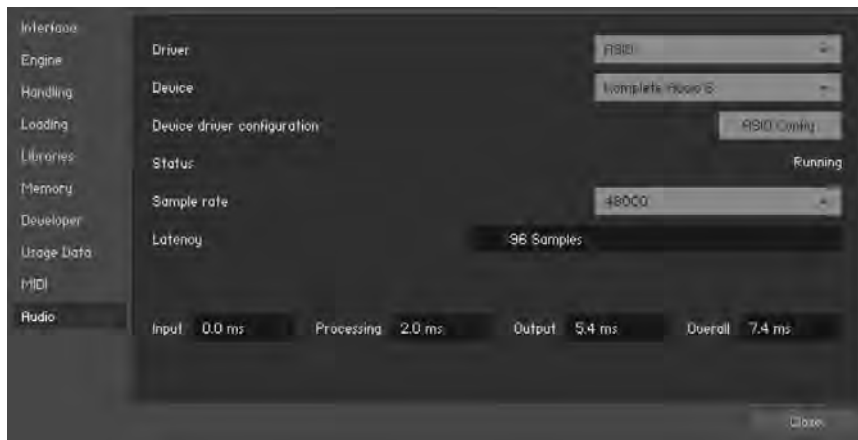 Interface
Engine
Handling
Loading
Libraries
Memory
Developer
Usage Data
MIDI
Audio
Driver ASIO
Device Komplete Audio 6
Device driver configuration ASIO Config
Status Running
Sample rate 48000
Latency 96 Samples
Input 0.0 ms Processing 2.0 ms Output 5.4 ms Overall 7.4 ms
Close